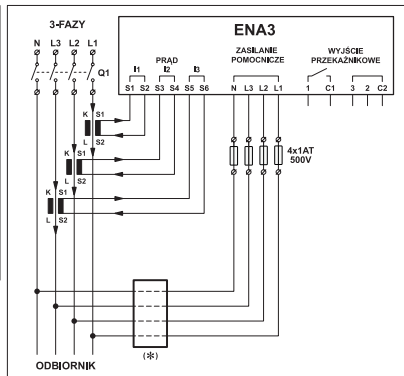 3-FAZY
N L3 L2 L1
Q1
ENA3
PRĄD
I1 I2 I3
S1 S2 S3 S4 S5 S6
ZASILANIE
POMOCNICZE
N L3 L2 L1
WYJŚCIE
PRZEKAŹNIKOWE
1 C1 3 2 C2
4x1AT
500V
K S1
L S2
K S1
L S2
K S1
L S2
(*)
ODBIORNIK